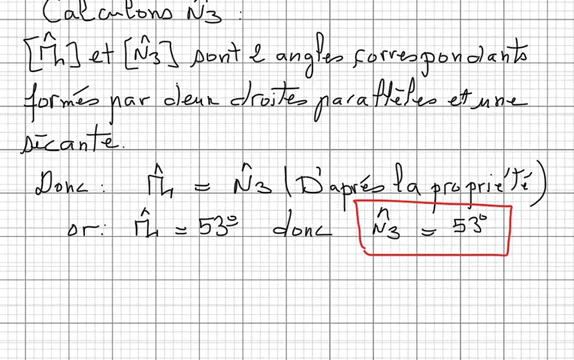 Calculons N̂3 :
[M̂1] et [N̂3] sont 2 angles correspondants
formés par deux droites parallèles et une
sécante.
Donc : M̂1 = N̂3 (D'après la propriété)
or : M̂1 = 53° donc N̂3 = 53°